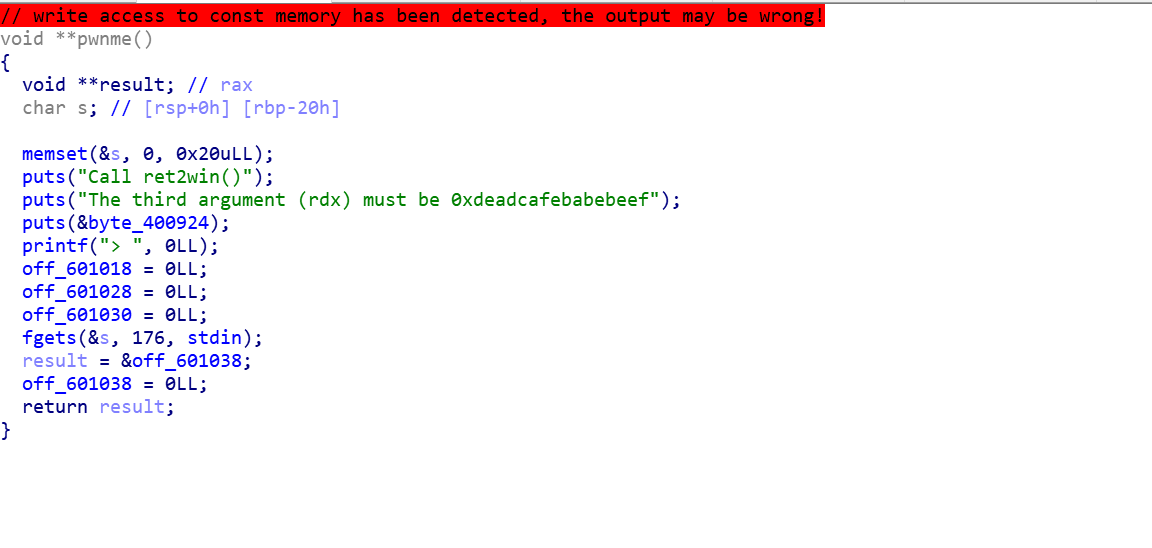 // write access to const memory has been detected, the output may be wrong!
void **pwnme()
{
  void **result; // rax
  char s; // [rsp+0h] [rbp-20h]

  memset(&s, 0, 0x20uLL);
  puts("Call ret2win()");
  puts("The third argument (rdx) must be 0xdeadcafebabebeef");
  puts(&byte_400924);
  printf("> ", 0LL);
  off_601018 = 0LL;
  off_601028 = 0LL;
  off_601030 = 0LL;
  fgets(&s, 176, stdin);
  result = &off_601038;
  off_601038 = 0LL;
  return result;
}